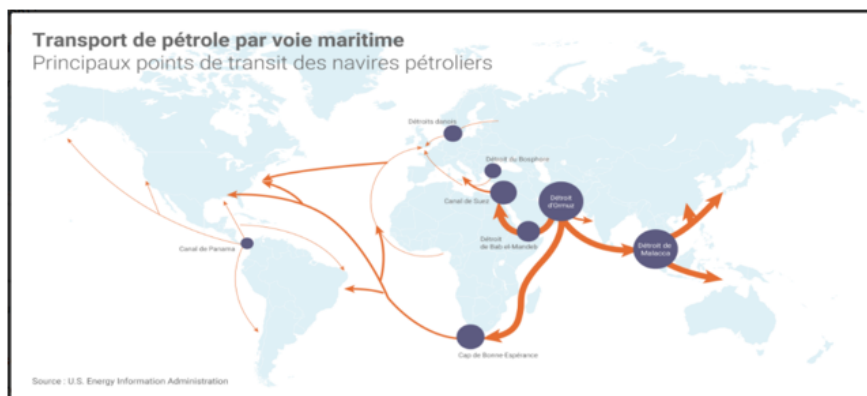 Transport de pétrole par voie maritime
Principaux points de transit des navires pétroliers
Détroits danois
Détroit du Bosphore
Canal de Suez
Détroit
d'Ormuz
Détroit
de Bab el-Mandeb
Détroit de
Malacca
Canal de Panama
Cap de Bonne-Espérance
Source : U.S. Energy Information Administration